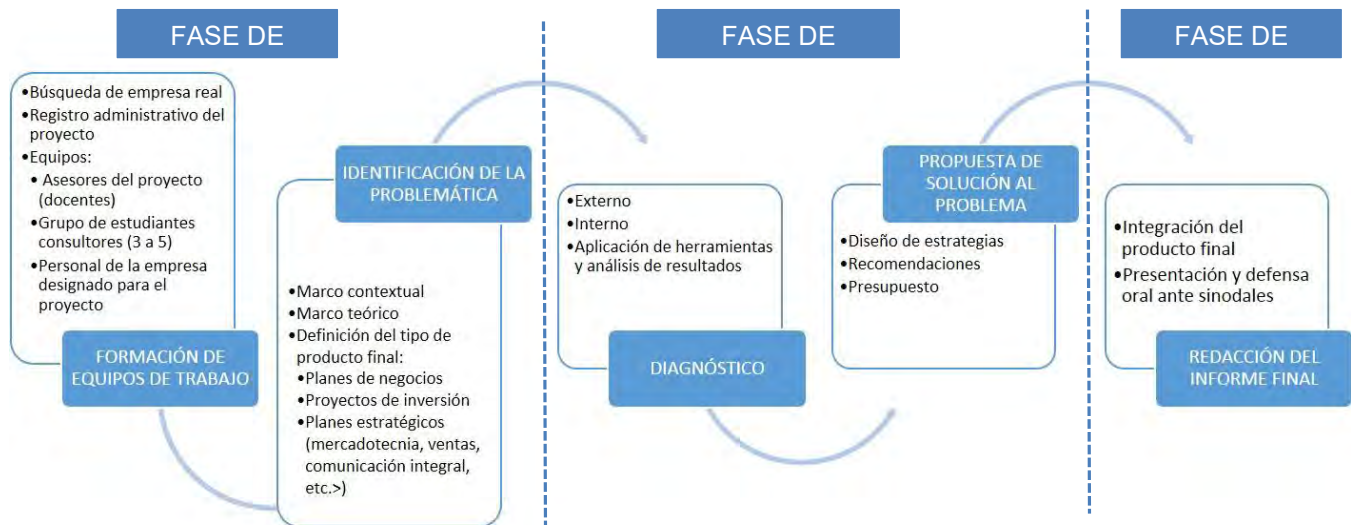 FASE DE
FASE DE
FASE DE
•Búsqueda de empresa real
•Registro administrativo del
proyecto
•Equipos:
• Asesores del proyecto
(docentes)
•Grupo de estudiantes
consultores (3 a 5)
•Personal de la empresa
designado para el
proyecto
FORMACIÓN DE
EQUIPOS DE TRABAJO
IDENTIFICACIÓN DE LA
PROBLEMÁTICA
•Marco contextual
•Marco teórico
•Definición del tipo de
producto final:
•Planes de negocios
•Proyectos de inversión
•Planes estratégicos
(mercadotecnia, ventas,
comunicación integral,
etc.>)
•Externo
•Interno
•Aplicación de herramientas
y análisis de resultados
DIAGNÓSTICO
PROPUESTA DE
SOLUCIÓN AL
PROBLEMA
•Diseño de estrategias
•Recomendaciones
•Presupuesto
•Integración del
producto final
•Presentación y defensa
oral ante sinodales
REDACCIÓN DEL
INFORME FINAL